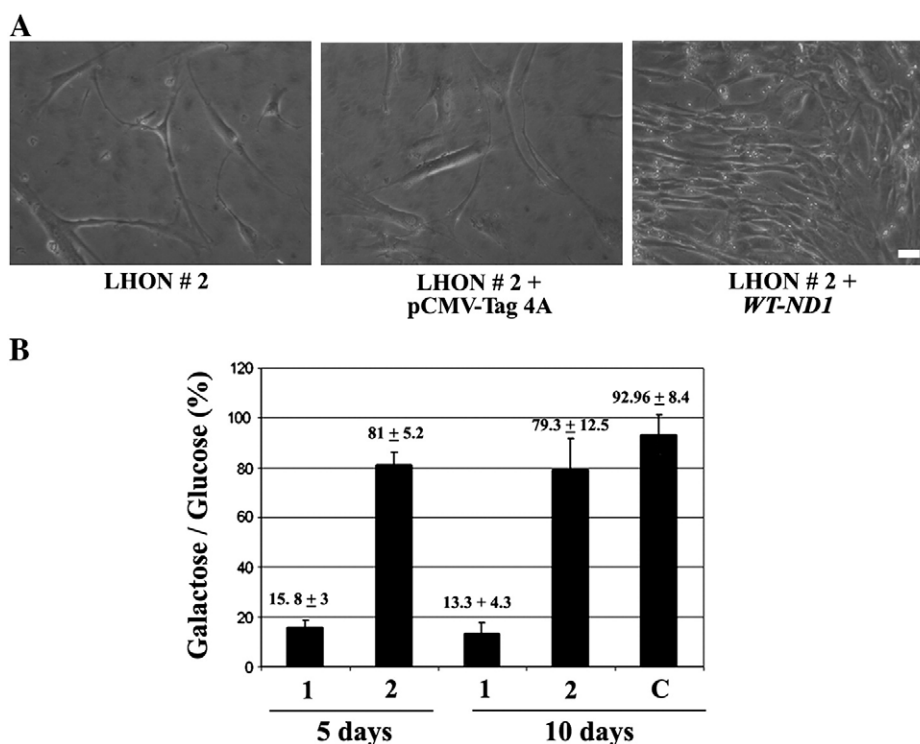 A
LHON # 2
LHON # 2 +
pCMV-Tag 4A
LHON # 2 +
WT-ND1
B
Galactose / Glucose (%)
120
100
80
60
40
20
0
15. 8 ± 3
81 ± 5.2
13.3 + 4.3
79.3 ± 12.5
92.96 ± 8.4
1
2
1
2
C
5 days
10 days